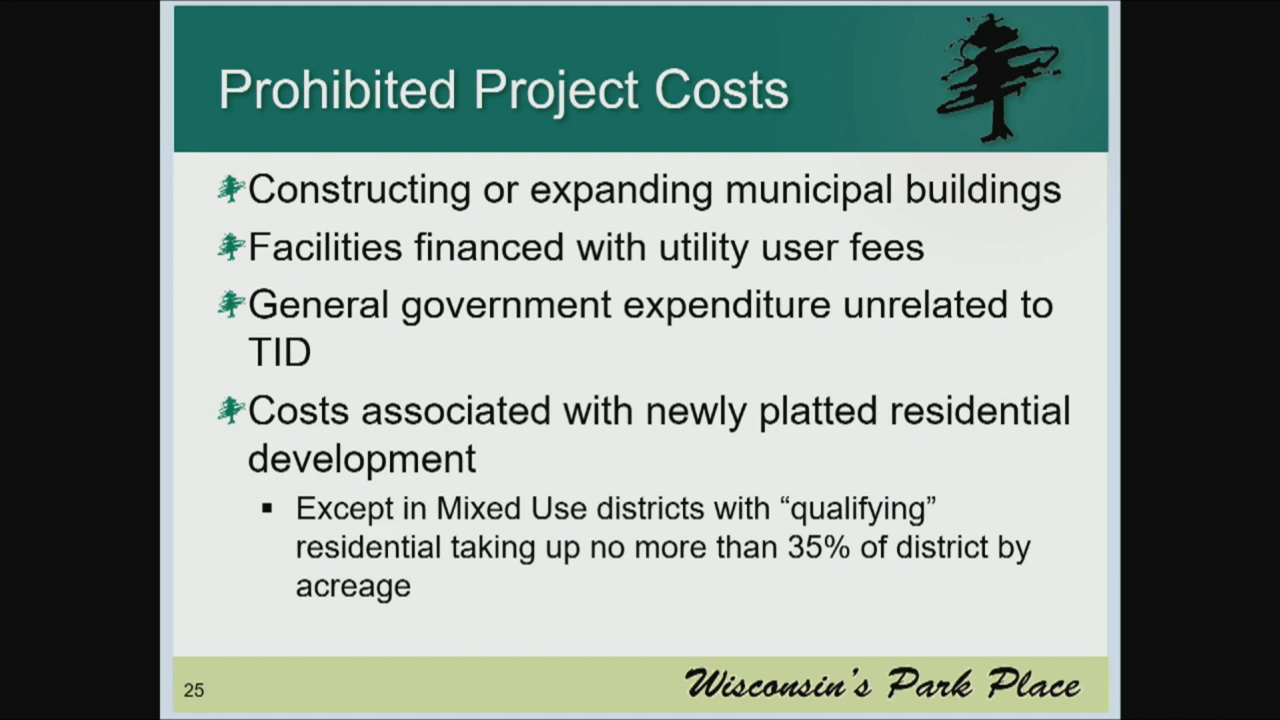 Prohibited Project Costs
Constructing or expanding municipal buildings
Facilities financed with utility user fees
General government expenditure unrelated to
TID
Costs associated with newly platted residential
development
▪ Except in Mixed Use districts with “qualifying”
residential taking up no more than 35% of district by
acreage
25
Wisconsin's Park Place